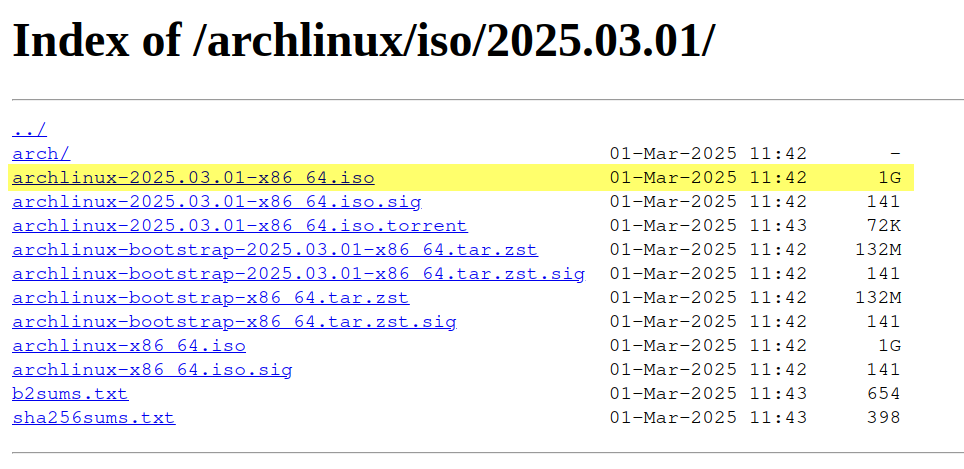 Index of /archlinux/iso/2025.03.01/
../
arch/ 01-Mar-2025 11:42 -
archlinux-2025.03.01-x86_64.iso 01-Mar-2025 11:42 1G
archlinux-2025.03.01-x86_64.iso.sig 01-Mar-2025 11:42 141
archlinux-2025.03.01-x86_64.iso.torrent 01-Mar-2025 11:43 72K
archlinux-bootstrap-2025.03.01-x86_64.tar.zst 01-Mar-2025 11:42 132M
archlinux-bootstrap-2025.03.01-x86_64.tar.zst.sig 01-Mar-2025 11:42 141
archlinux-bootstrap-x86_64.tar.zst 01-Mar-2025 11:42 132M
archlinux-bootstrap-x86_64.tar.zst.sig 01-Mar-2025 11:42 141
archlinux-x86_64.iso 01-Mar-2025 11:42 1G
archlinux-x86_64.iso.sig 01-Mar-2025 11:42 141
b2sums.txt 01-Mar-2025 11:43 654
sha256sums.txt 01-Mar-2025 11:43 398